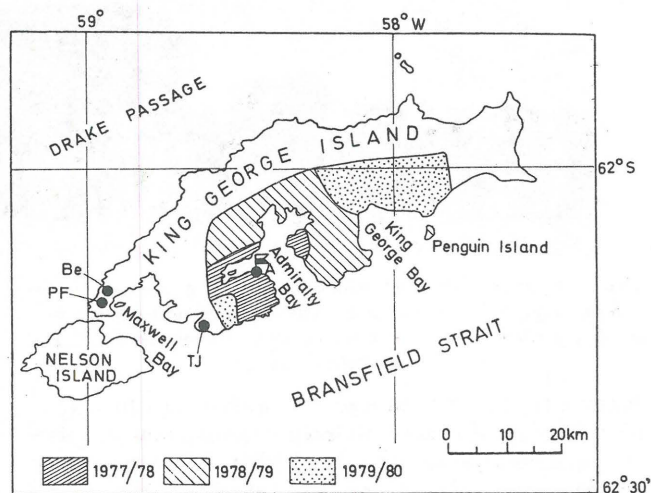 59°
58° W
DRAKE PASSAGE
KING GEORGE ISLAND
62° S
King George Bay
Penguin Island
Admiralty Bay
A
Be
PF
Maxwell Bay
TJ
NELSON ISLAND
BRANSFIELD STRAIT
0 10 20km
1977/78 1978/79 1979/80
62° 30'